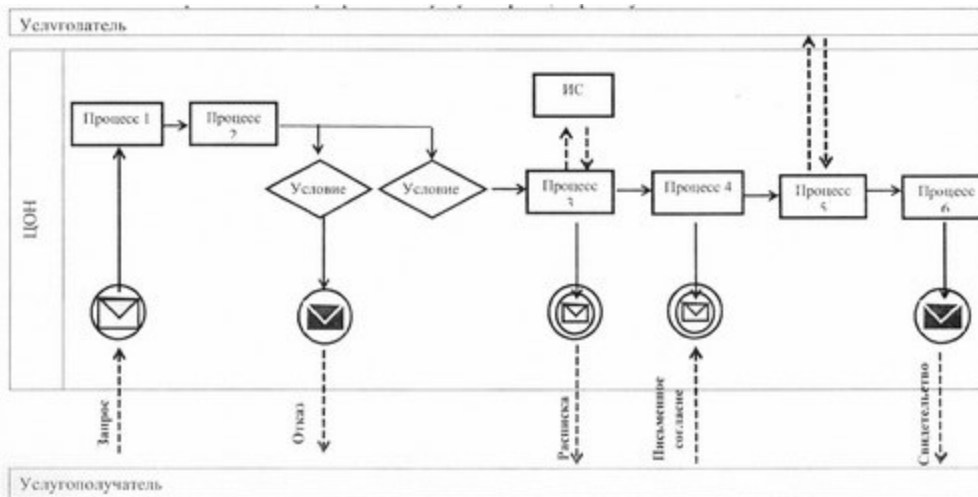 Услугодатель
ЦОН
ИС
Процесс 1
Процесс
2
Условие
Условие
Процесс
3
Процесс 4
Процесс
5
Процесс
6
Запрос
Отказ
Расписка
Письменное
согласие
Свидетельство
Услугополучатель